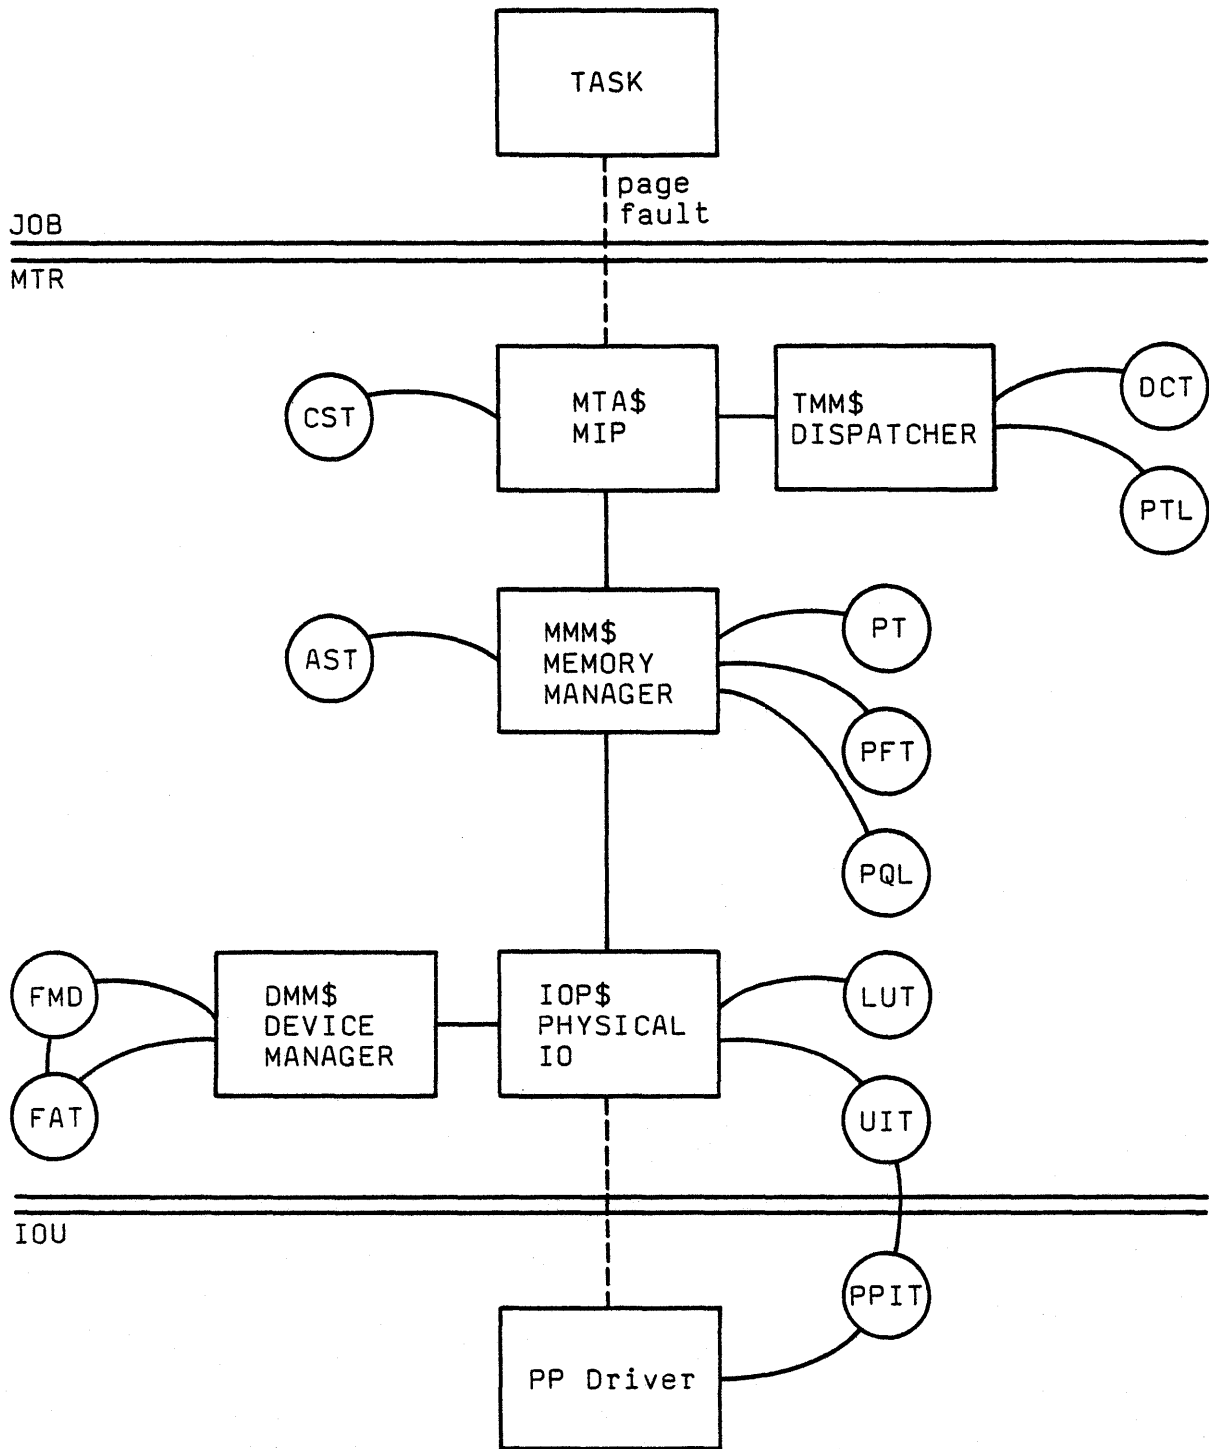 TASK
page
fault
JOB
MTR
CST
MTA$
MIP
TMM$
DISPATCHER
DCT
PTL
AST
MMM$
MEMORY
MANAGER
PT
PFT
PQL
FMD
FAT
DMM$
DEVICE
MANAGER
IOP$
PHYSICAL
IO
LUT
UIT
IOU
PPIT
PP Driver